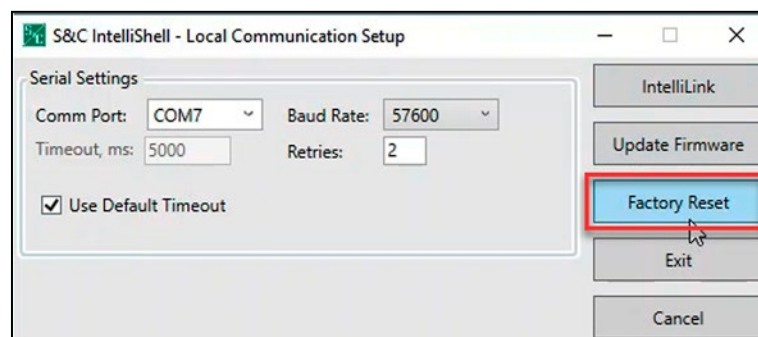 S&C IntelliShell - Local Communication Setup
Serial Settings
Comm Port: COM7 Baud Rate: 57600
Timeout, ms: 5000 Retries: 2
Use Default Timeout
IntelliLink
Update Firmware
Factory Reset
Exit
Cancel